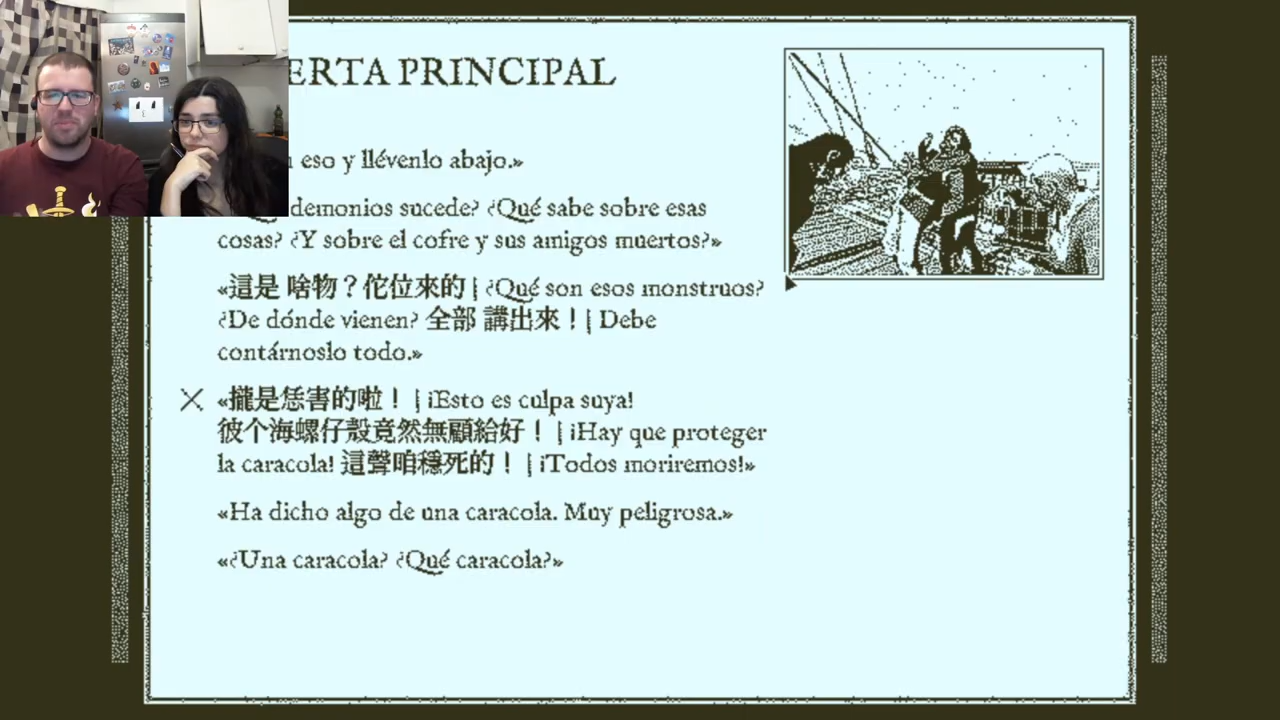 ERTA PRINCIPAL
eso y llévenlo abajo.»
demonios sucede? ¿Qué sabe sobre esas
cosas? ¿Y sobre el cofre y sus amigos muertos?»
«這是 啥物？佗位來的 | ¿Qué son esos monstruos?
¿De dónde vienen? 全部 講出來！| Debe
contárnoslo todo.»
«攏是恁害的啦！ | ¡Esto es culpa suya!
彼个海螺仔殼竟然無顧給好！ | ¡Hay que proteger
la caracola! 這聲咱穩死的！ | ¡Todos moriremos!»
«Ha dicho algo de una caracola. Muy peligrosa.»
«¿Una caracola? ¿Qué caracola?»